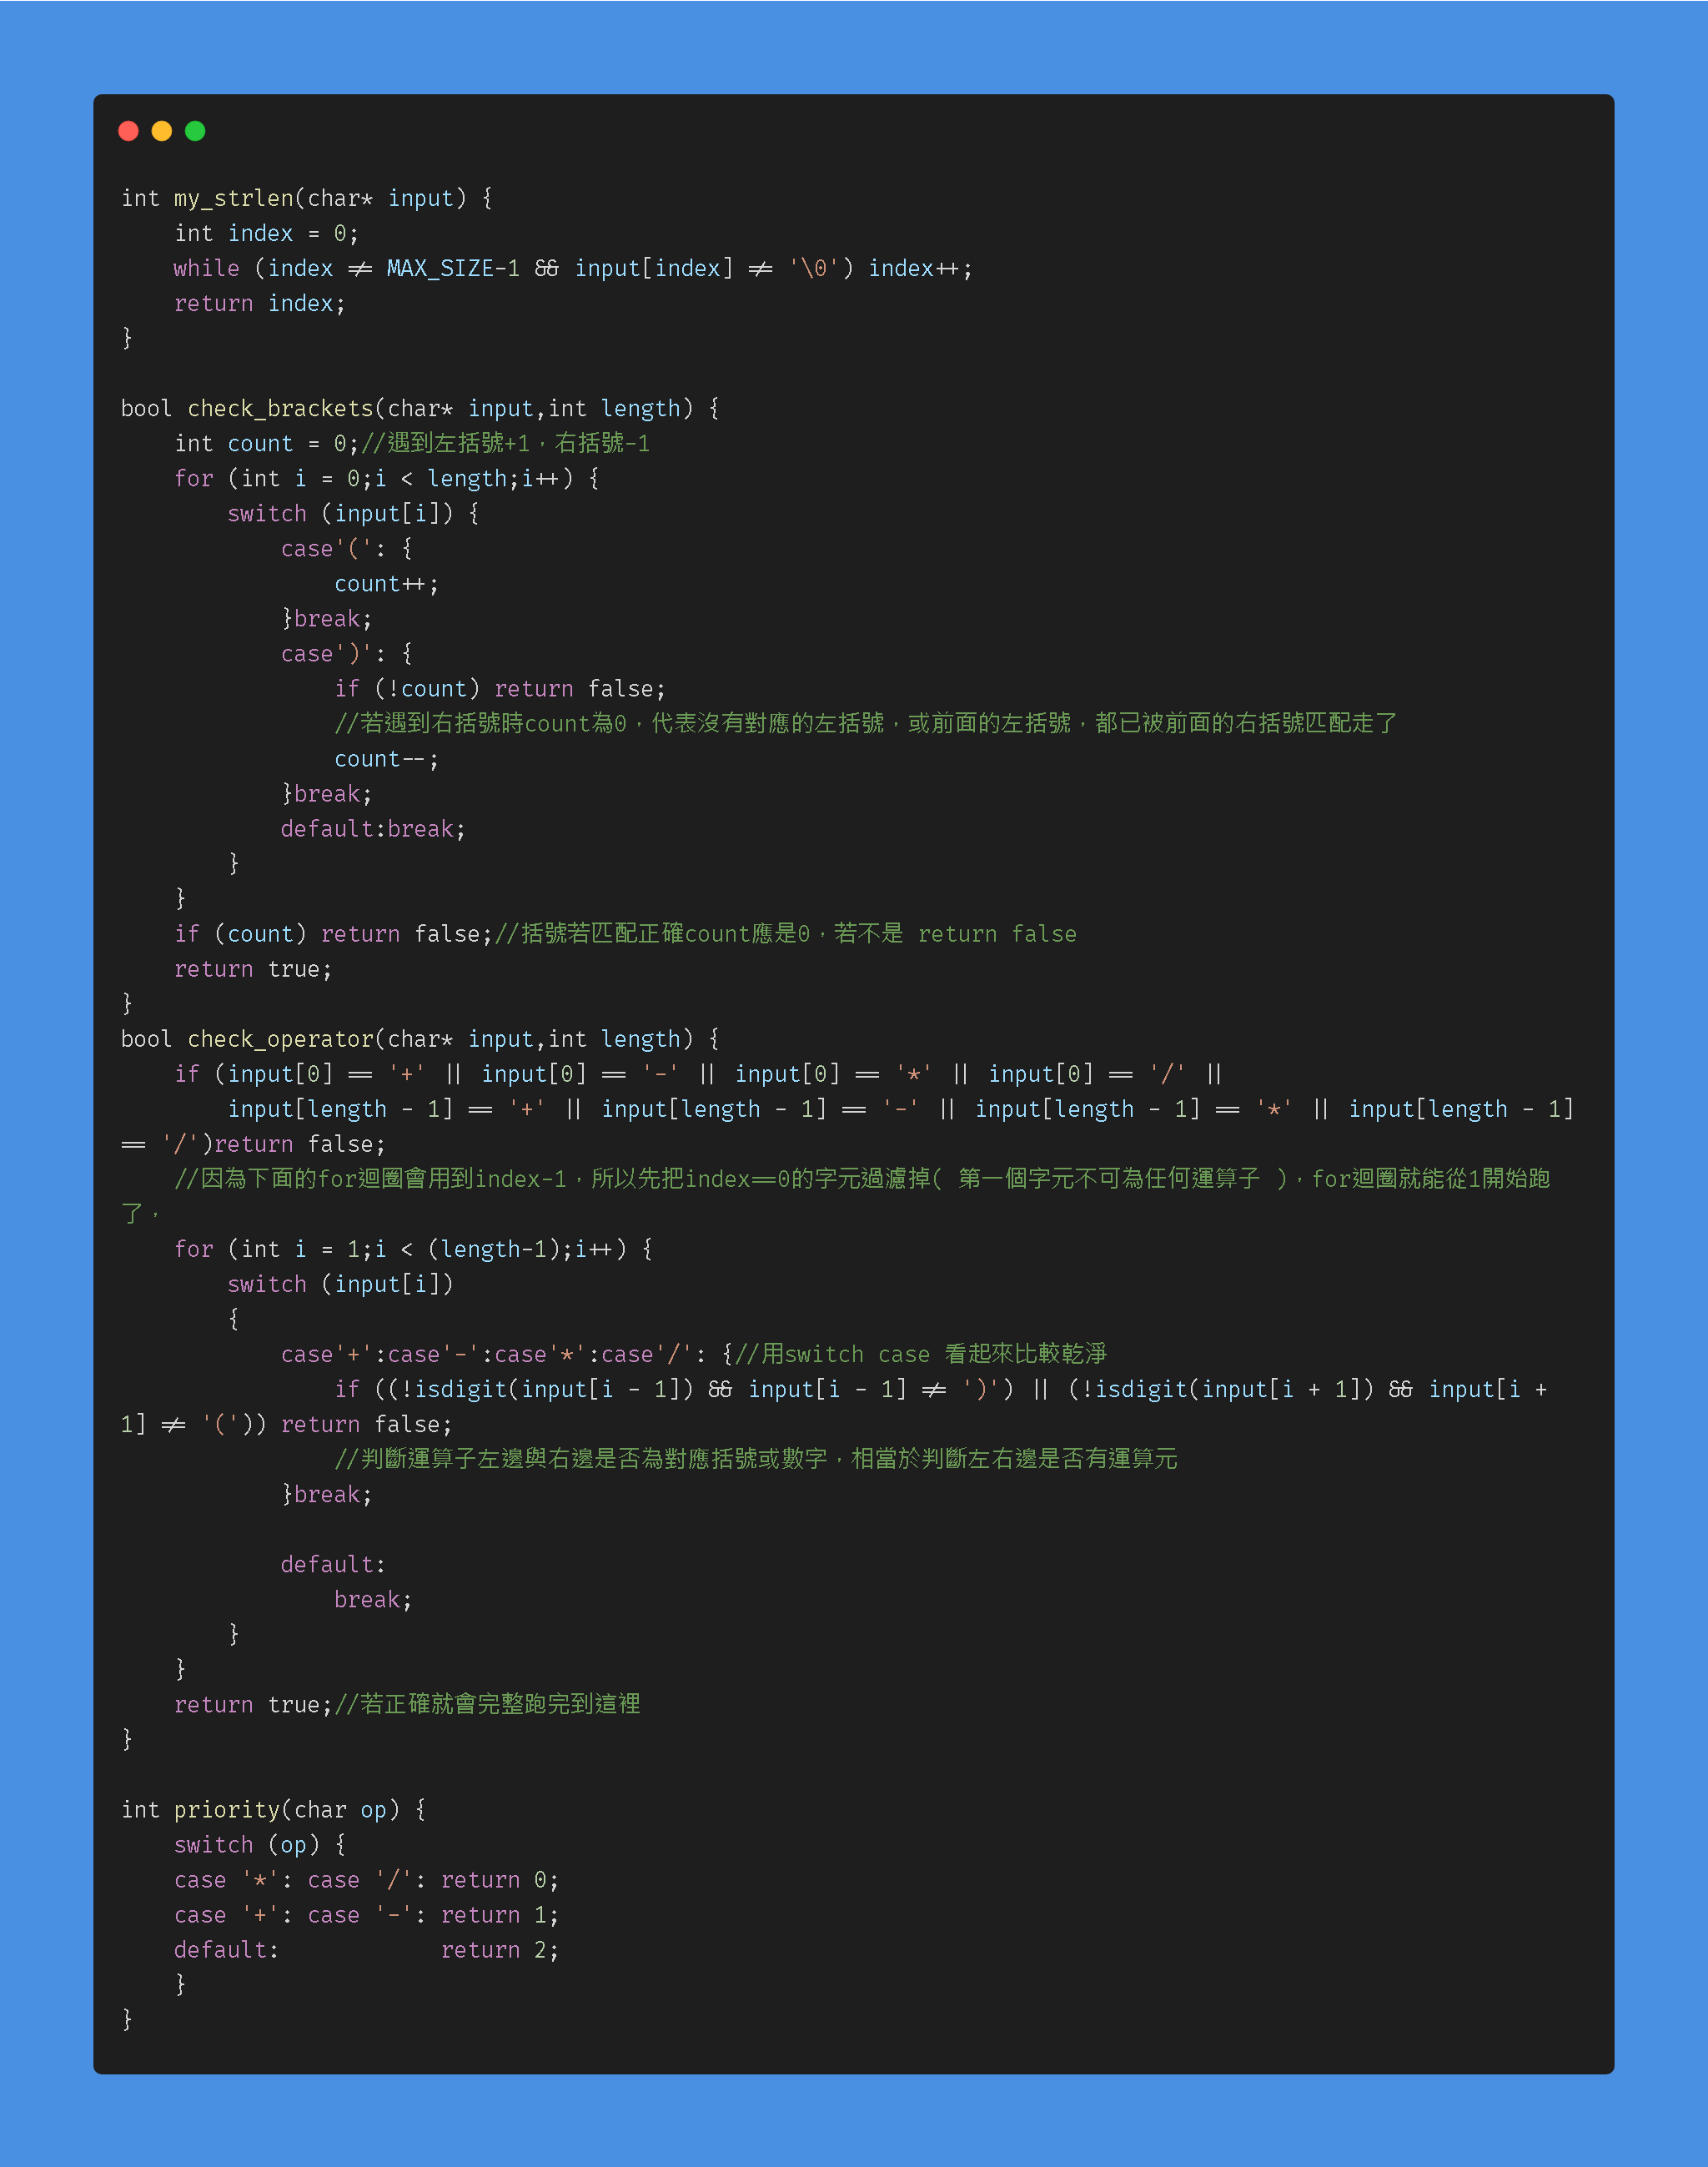 int my_strlen(char* input) {
    int index = 0;
    while (index != MAX_SIZE-1 && input[index] != '\0') index++;
    return index;
}
bool check_brackets(char* input,int length) {
    int count = 0;//遇到左括號+1，右括號-1
    for (int i = 0;i < length;i++) {
        switch (input[i]) {
            case'(': {
                count++;
            }break;
            case')': {
                if (!count) return false;
                //若遇到右括號時count為0，代表沒有對應的左括號，或前面的左括號，都已被前面的右括號匹配走了
                count--;
            }break;
            default:break;
        }
    }
    if (count) return false;//括號若匹配正確count應是0，若不是 return false
    return true;
}
bool check_operator(char* input,int length) {
    if (input[0] == '+' || input[0] == '-' || input[0] == '*' || input[0] == '/' ||
        input[length - 1] == '+' || input[length - 1] == '-' || input[length - 1] == '*' || input[length - 1]
== '/')return false;
    //因為下面的for迴圈會用到index-1，所以先把index==0的字元過濾掉( 第一個字元不可為任何運算子 )，for迴圈就能從1開始跑
了，
    for (int i = 1;i < (length-1);i++) {
        switch (input[i])
        {
            case'+':case'-':case'*':case'/': {//用switch case 看起來比較乾淨
                if ((!isdigit(input[i - 1]) && input[i - 1] != ')') || (!isdigit(input[i + 1]) && input[i +
1] != '(')) return false;
                //判斷運算子左邊與右邊是否為對應括號或數字，相當於判斷左右邊是否有運算元
            }break;
            default:
                break;
        }
    }
    return true;//若正確就會完整跑完到這裡
}
int priority(char op) {
    switch (op) {
    case '*': case '/': return 0;
    case '+': case '-': return 1;
    default:            return 2;
    }
}